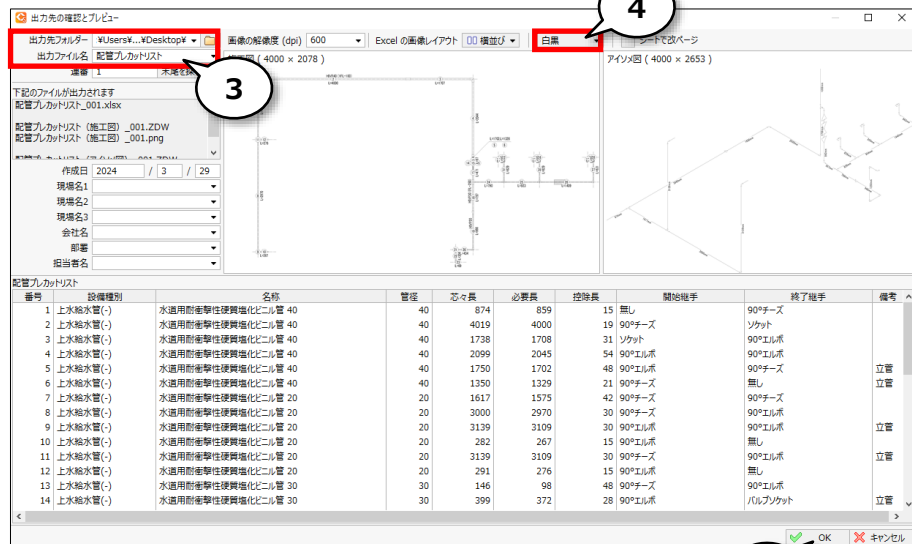 出力先の確認とプレビュー
4
出力先フォルダー ¥Users¥...¥Desktop¥ 画像の解像度 (dpi) 600 Excel の画像レイアウト 横並び 白黒 シートで改ページ
出力ファイル名 配管プレカットリスト ( 4000 × 2078 ) アイソメ図 ( 4000 × 2653 )
連番 1
3
下記のファイルが出力されます
配管プレカットリスト_001.xlsx
配管プレカットリスト（施工図）_001.ZDW
配管プレカットリスト（施工図）_001.png
作成日 2024 / 3 / 29
現場名1
現場名2
現場名3
会社名
部署
担当者名
配管プレカットリスト
番号 設備種別 名称 管径 芯々長 必要長 控除長 開始継手 終了継手 備考
1 上水給水管(-) 水道用耐衝撃性硬質塩化ビニル管 40 40 874 859 15 無し 90°チーズ
2 上水給水管(-) 水道用耐衝撃性硬質塩化ビニル管 40 40 4019 4000 19 90°チーズ ソケット
3 上水給水管(-) 水道用耐衝撃性硬質塩化ビニル管 40 40 1738 1708 31 ソケット 90°エルボ
4 上水給水管(-) 水道用耐衝撃性硬質塩化ビニル管 40 40 2099 2045 54 90°エルボ 90°エルボ
5 上水給水管(-) 水道用耐衝撃性硬質塩化ビニル管 40 40 1750 1702 48 90°エルボ 90°チーズ 立管
6 上水給水管(-) 水道用耐衝撃性硬質塩化ビニル管 40 40 1350 1329 21 90°チーズ 無し 立管
7 上水給水管(-) 水道用耐衝撃性硬質塩化ビニル管 20 20 1617 1575 42 90°チーズ 90°チーズ
8 上水給水管(-) 水道用耐衝撃性硬質塩化ビニル管 20 20 3000 2970 30 90°チーズ 90°エルボ
9 上水給水管(-) 水道用耐衝撃性硬質塩化ビニル管 20 20 3139 3109 30 90°エルボ 90°エルボ 立管
10 上水給水管(-) 水道用耐衝撃性硬質塩化ビニル管 20 20 282 267 15 90°エルボ 無し
11 上水給水管(-) 水道用耐衝撃性硬質塩化ビニル管 20 20 3139 3109 30 90°チーズ 90°エルボ 立管
12 上水給水管(-) 水道用耐衝撃性硬質塩化ビニル管 20 20 291 276 15 90°エルボ 無し
13 上水給水管(-) 水道用耐衝撃性硬質塩化ビニル管 30 30 146 98 48 90°チーズ 90°エルボ
14 上水給水管(-) 水道用耐衝撃性硬質塩化ビニル管 30 30 399 372 28 90°エルボ バルブソケット 立管
OK キャンセル